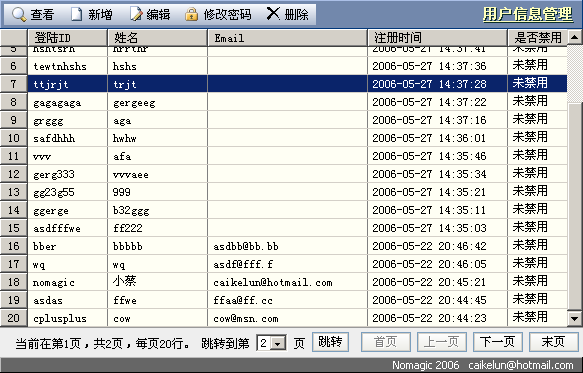 查看 新增 编辑 修改密码 删除 用户信息管理
登陆ID 姓名 Email 注册时间 是否禁用
5 hshtsrh hrrthr 2006-05-27 14:37:41 未禁用
6 tewtnhshs hshs 2006-05-27 14:37:36 未禁用
7 ttjrjt trjt 2006-05-27 14:37:28 未禁用
8 gagagaga gergeeg 2006-05-27 14:37:22 未禁用
9 grggg aga 2006-05-27 14:37:16 未禁用
10 safdhhh hwhw 2006-05-27 14:36:01 未禁用
11 vvv afa 2006-05-27 14:35:46 未禁用
12 gerg333 vvvaee 2006-05-27 14:35:34 未禁用
13 gg23g55 999 2006-05-27 14:35:21 未禁用
14 ggerge b32ggg 2006-05-27 14:35:11 未禁用
15 asdfffwe ff222 2006-05-27 14:35:03 未禁用
16 bber bbbbb asdbb@bb.bb 2006-05-22 20:46:42 未禁用
17 wq wq asdf@fff.f 2006-05-22 20:46:05 未禁用
18 nomagic 小蔡 caikelun@hotmail.com 2006-05-22 20:45:21 未禁用
19 asdas ffwe ffaa@ff.cc 2006-05-22 20:44:45 未禁用
20 cplusplus cow cow@msn.com 2006-05-22 20:44:23 未禁用
当前在第1页，共2页，每页20行。 跳转到第 2 页 跳转 首页 上一页 下一页 末页
Nomagic 2006 caikelun@hotmail.com